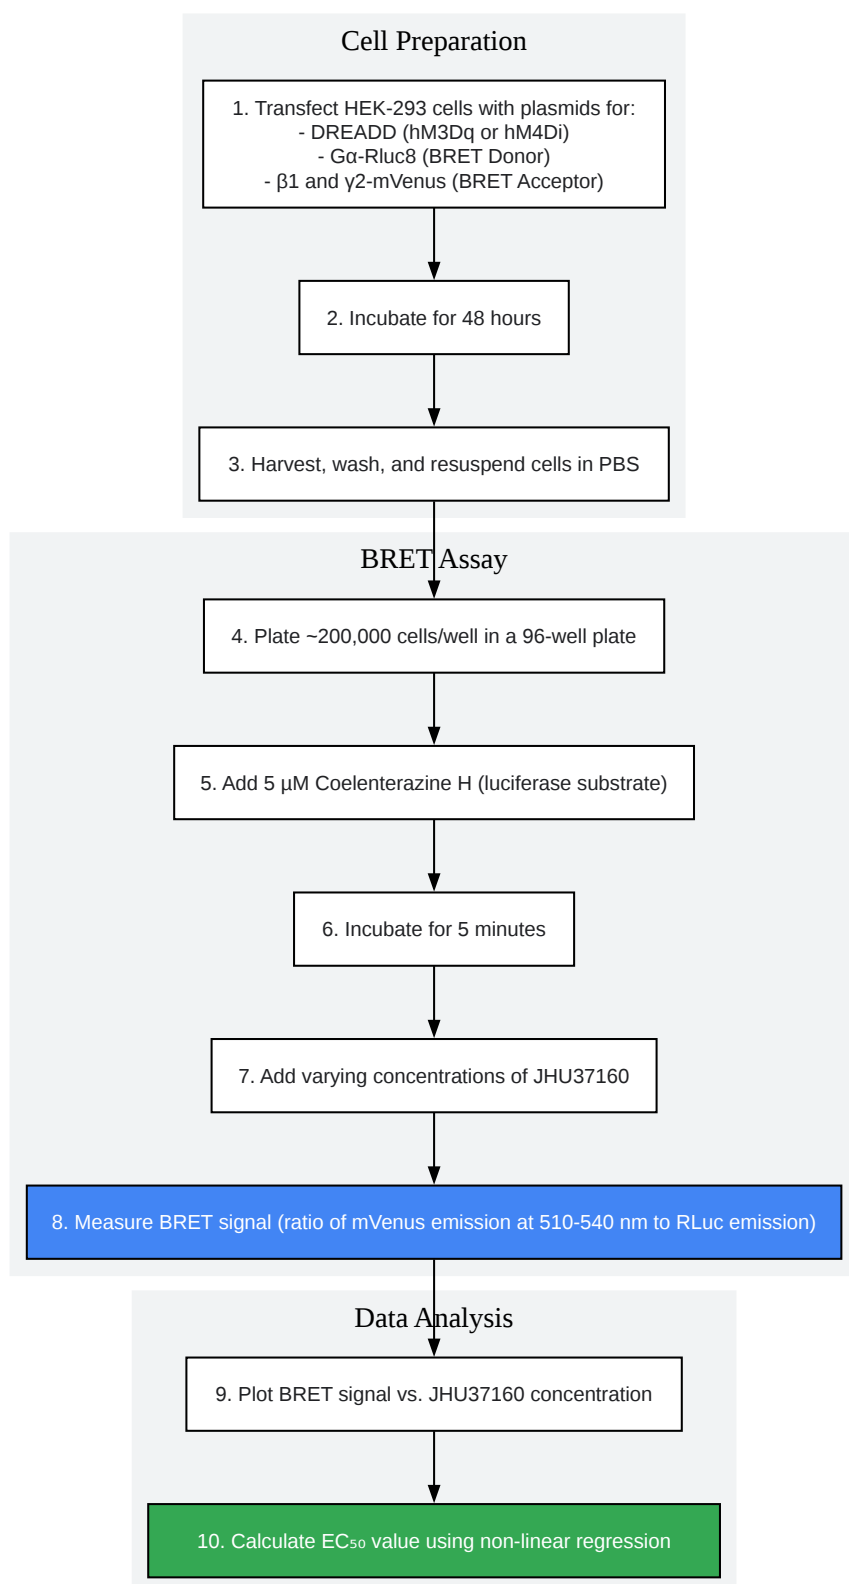 Cell Preparation
1. Transfect HEK-293 cells with plasmids for:
- DREADD (hM3Dq or hM4Di)
- Gα-Rluc8 (BRET Donor)
- β1 and γ2-mVenus (BRET Acceptor)
2. Incubate for 48 hours
3. Harvest, wash, and resuspend cells in PBS
BRET Assay
4. Plate ~200,000 cells/well in a 96-well plate
5. Add 5 µM Coelenterazine H (luciferase substrate)
6. Incubate for 5 minutes
7. Add varying concentrations of JHU37160
8. Measure BRET signal (ratio of mVenus emission at 510-540 nm to RLuc emission)
Data Analysis
9. Plot BRET signal vs. JHU37160 concentration
10. Calculate EC₅₀ value using non-linear regression